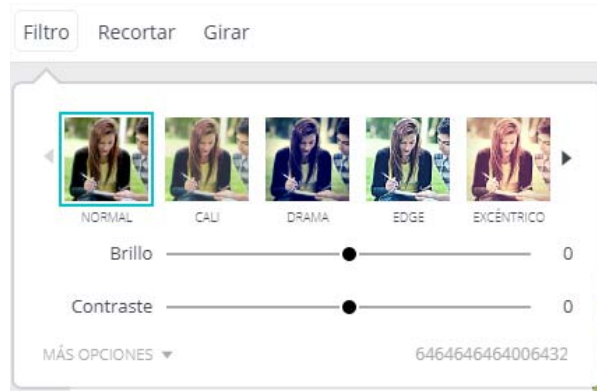 Filtro Recortar Girar
NORMAL CALI DRAMA EDGE EXCÉNTRICO
Brillo 0
Contraste 0
MÁS OPCIONES 6464646464006432